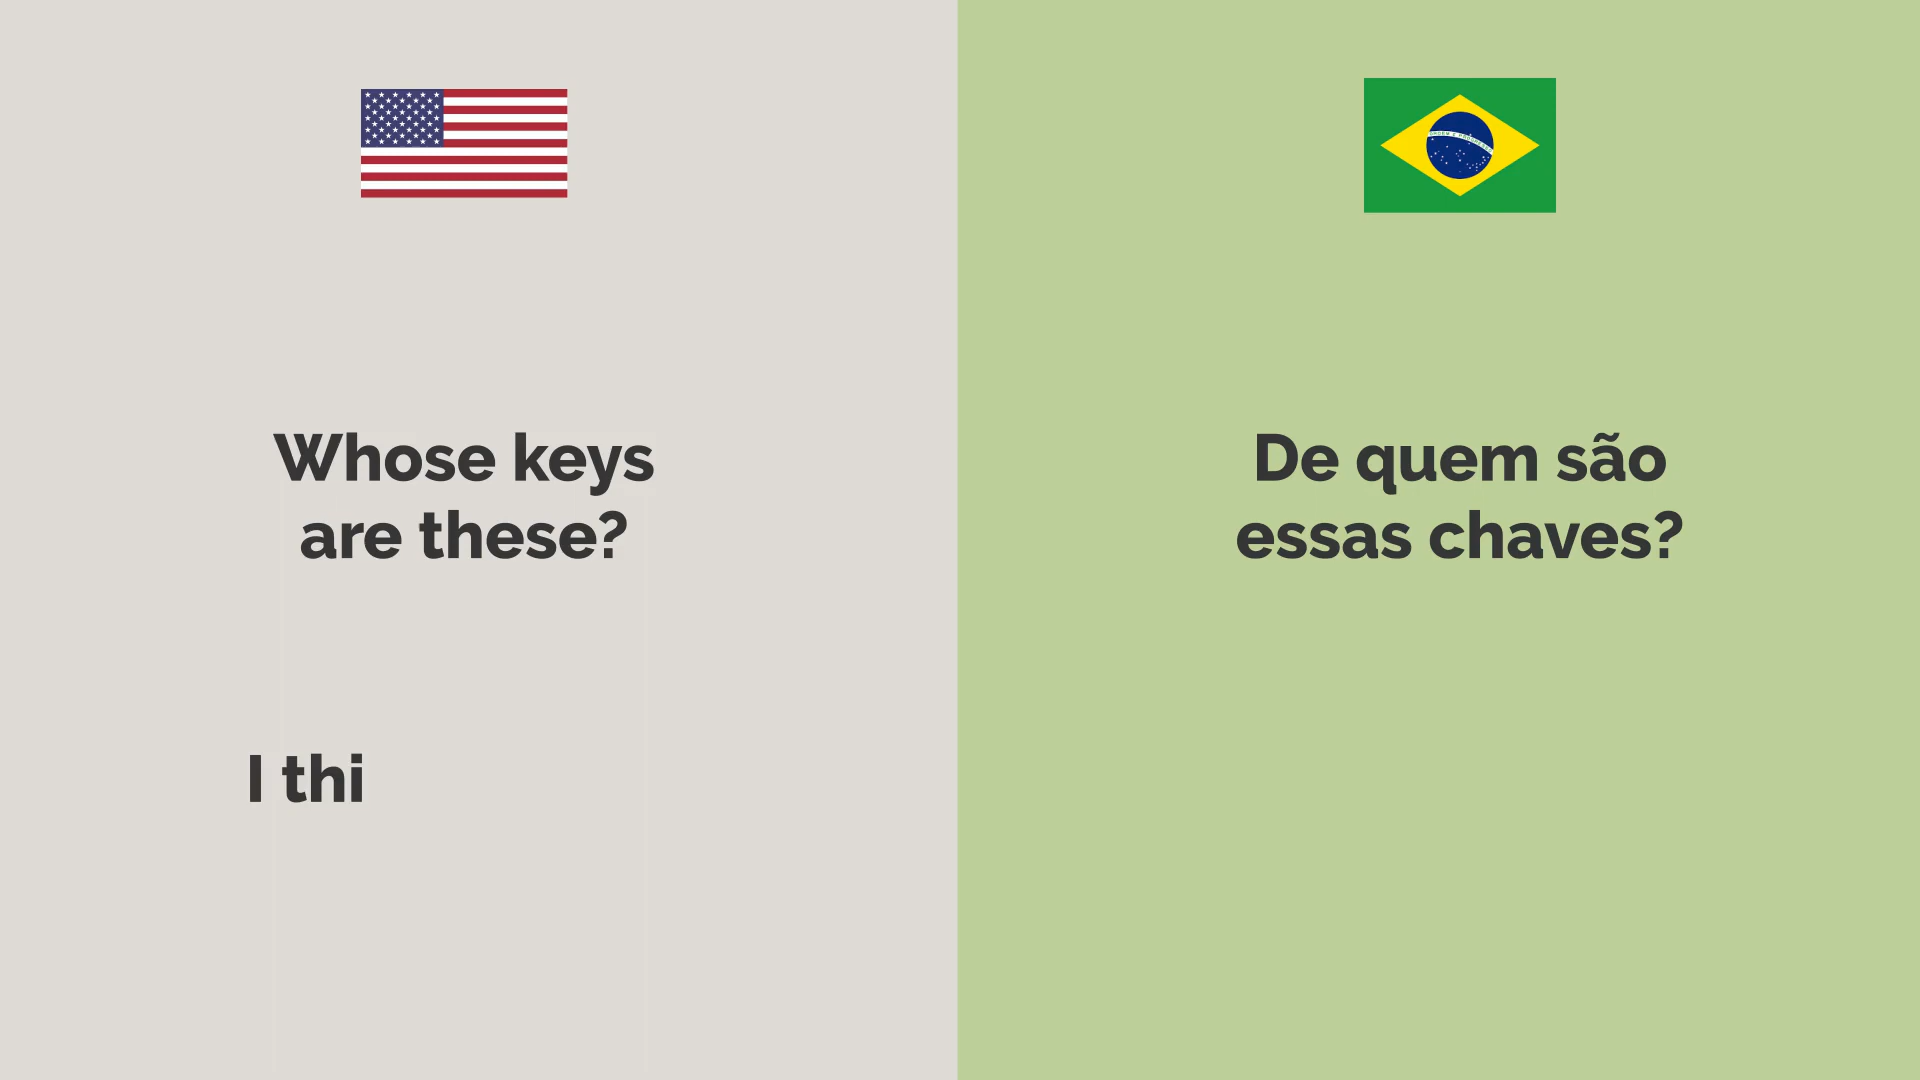 Whose keys
are these?
I thi
De quem são
essas chaves?